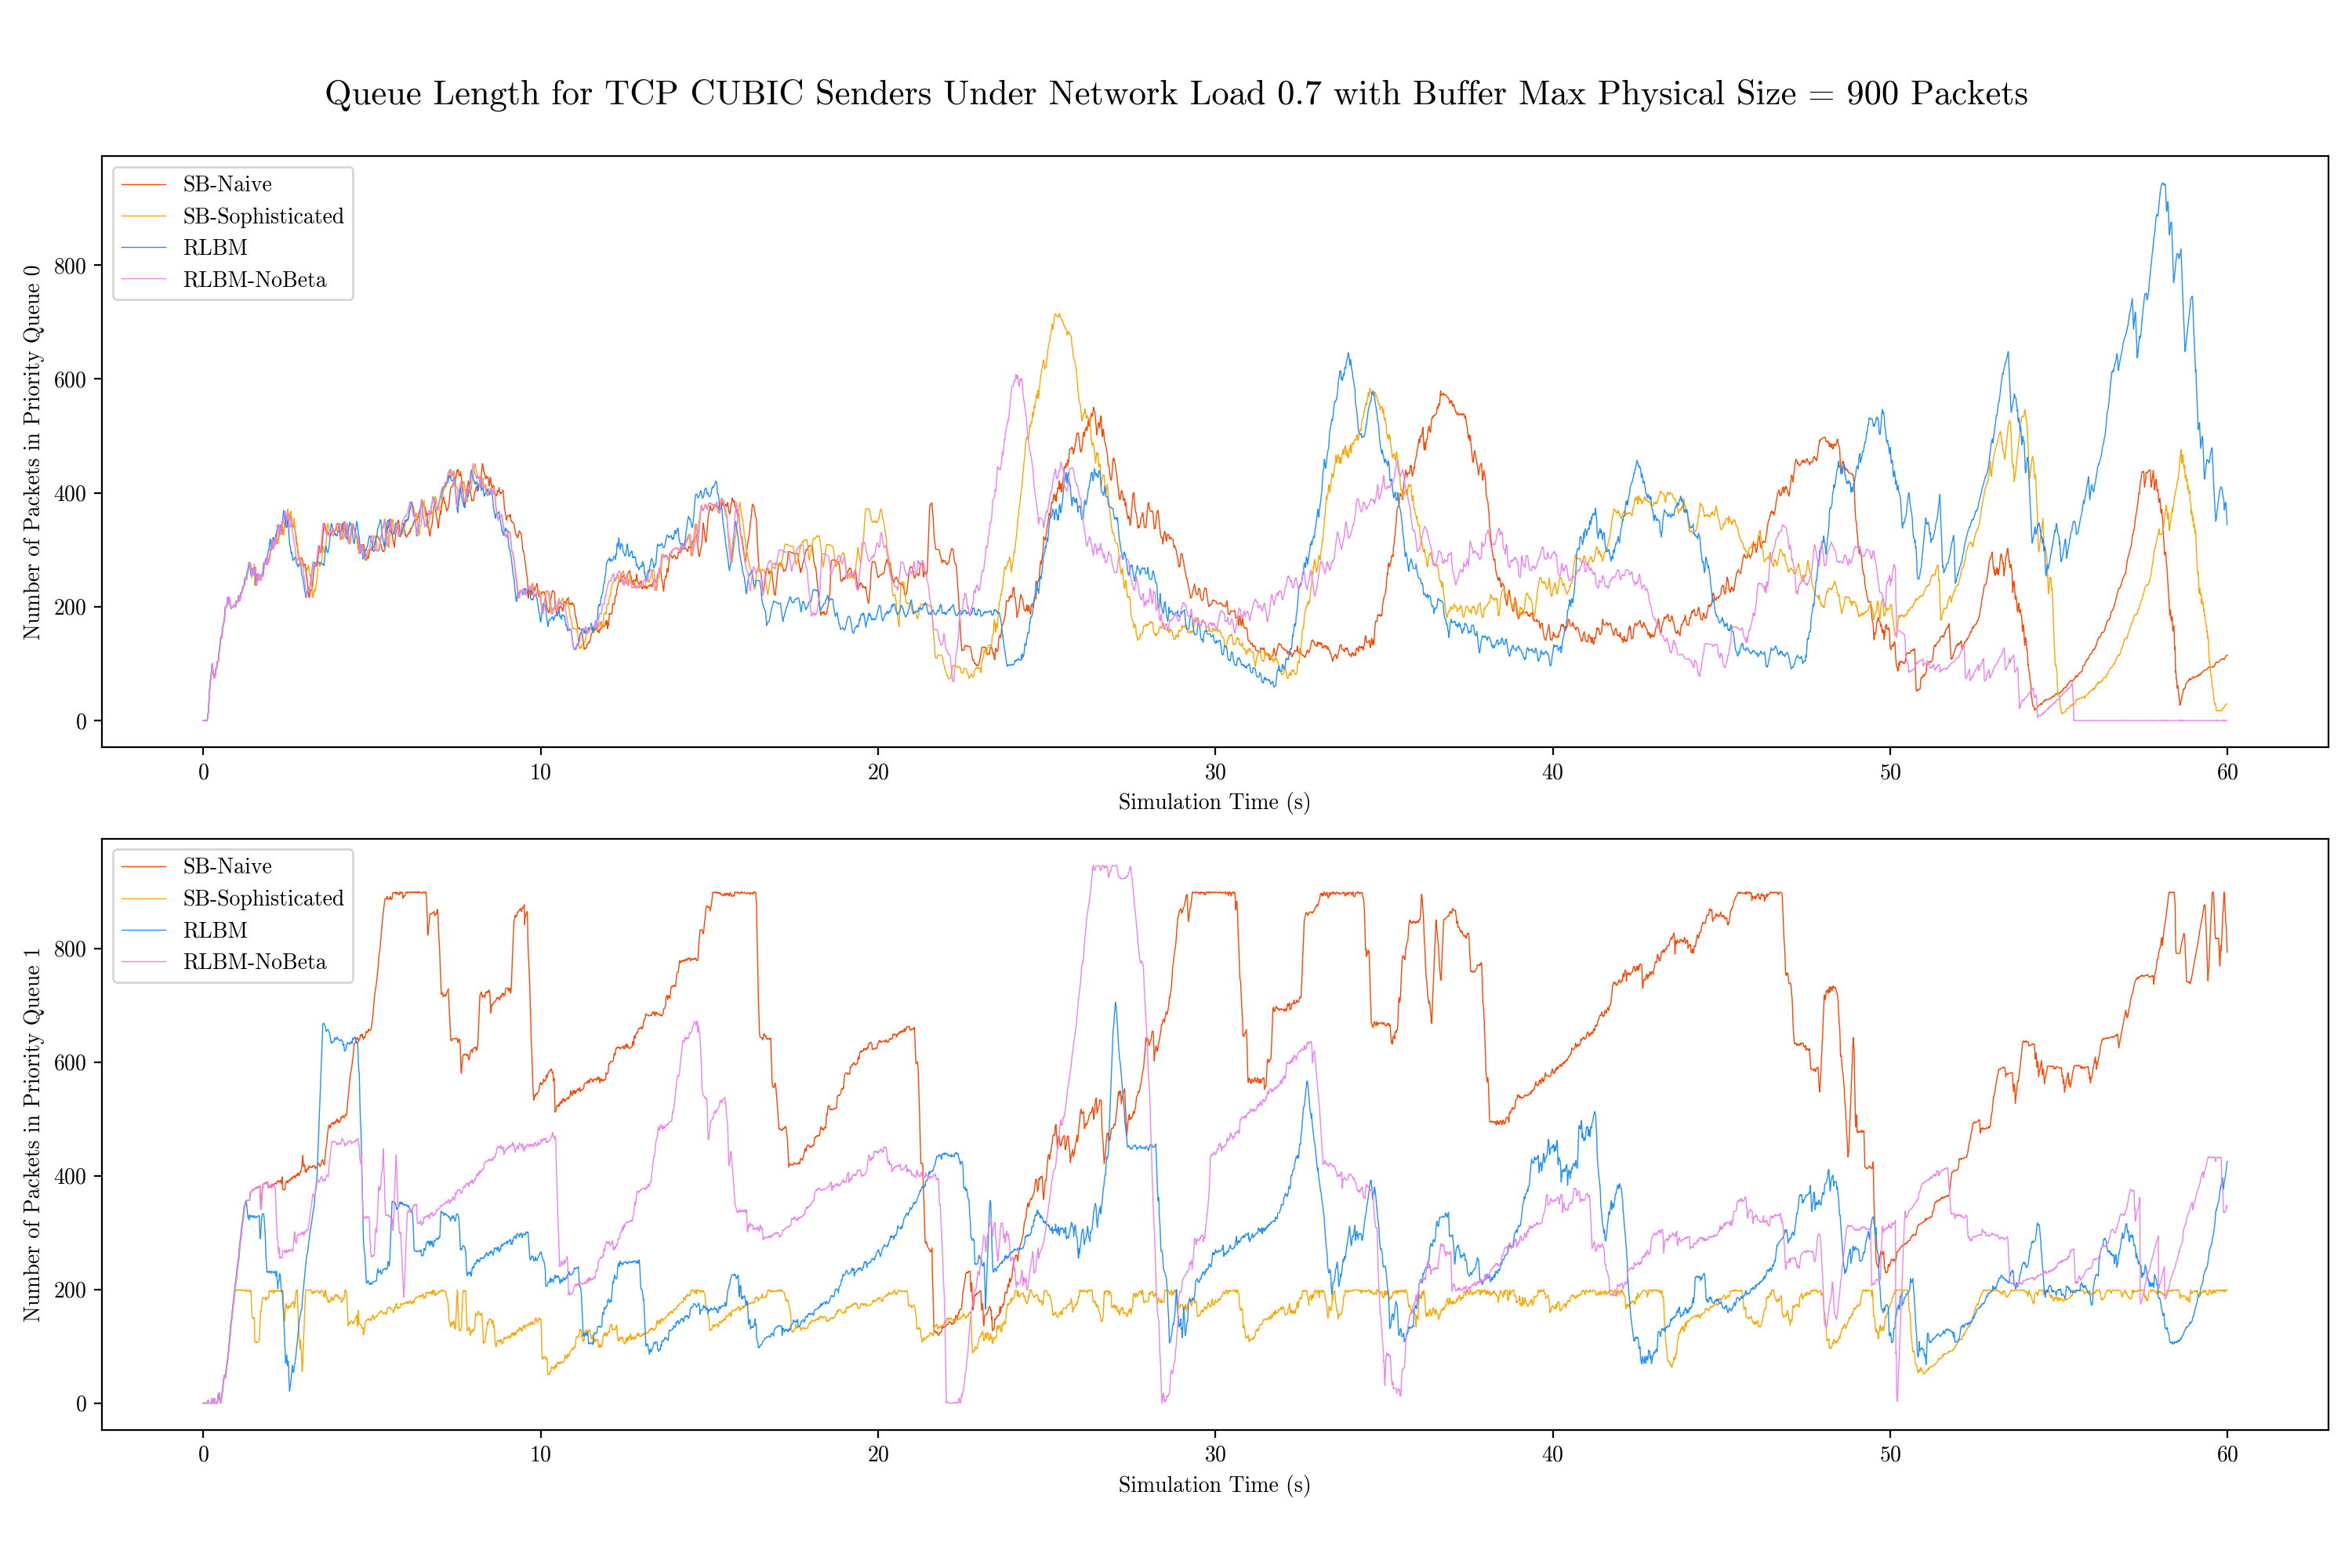 Queue Length for TCP CUBIC Senders Under Network Load 0.7 with Buffer Max Physical Size = 900 Packets
SB-Naive
SB-Sophisticated
RLBM
RLBM-NoBeta
Number of Packets in Priority Queue 0
800
600
400
200
0
0 10 20 30 40 50 60
Simulation Time (s)
SB-Naive
SB-Sophisticated
RLBM
RLBM-NoBeta
Number of Packets in Priority Queue 1
800
600
400
200
0
0 10 20 30 40 50 60
Simulation Time (s)